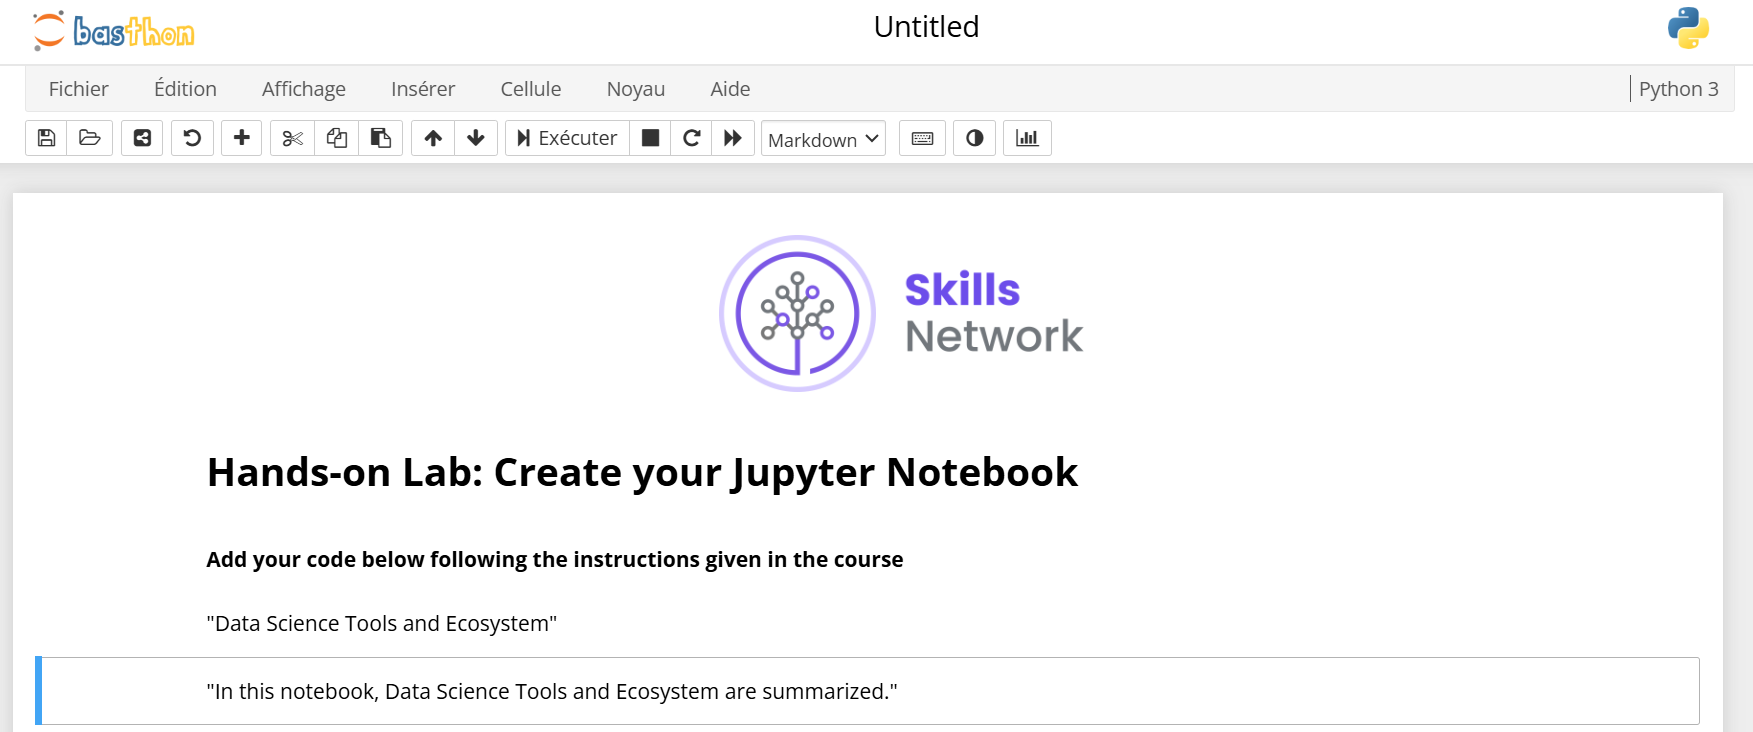 basthon
Untitled
Fichier Édition Affichage Insérer Cellule Noyau Aide Python 3
Exécuter Markdown
Skills
Network
Hands-on Lab: Create your Jupyter Notebook
Add your code below following the instructions given in the course
"Data Science Tools and Ecosystem"
"In this notebook, Data Science Tools and Ecosystem are summarized."